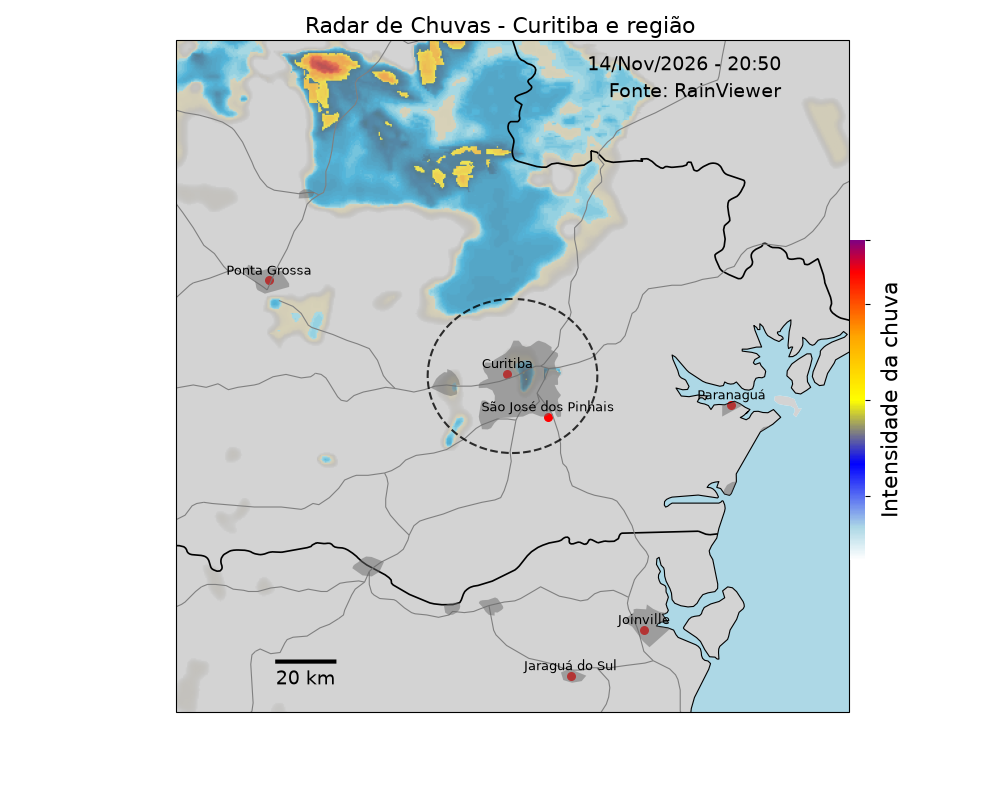 Radar de Chuvas - Curitiba e região
14/Nov/2026 - 20:50
Fonte: RainViewer
Ponta Grossa
Curitiba
São José dos Pinhais
Paranaguá
Intensidade da chuva
Joinville
Jaraguá do Sul
20 km